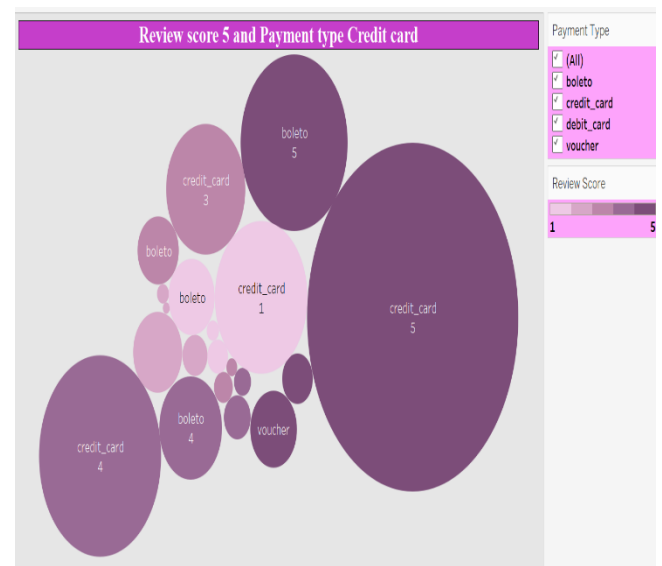 Review score 5 and Payment type Credit card
boleto
5
credit_card
3
boleto
boleto
credit_card
1
credit_card
5
credit_card
4
boleto
4
voucher
Payment Type
(All)
boleto
credit_card
debit_card
voucher
Review Score
1 5